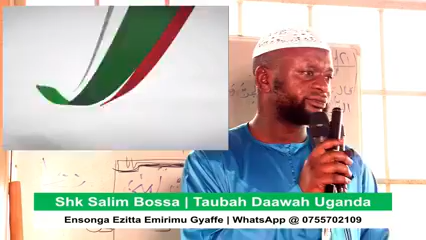 Shk Salim Bossa | Taubah Daawah Uganda
Ensonga Ezitta Emirimu Gyaffe | WhatsApp @ 0755702109